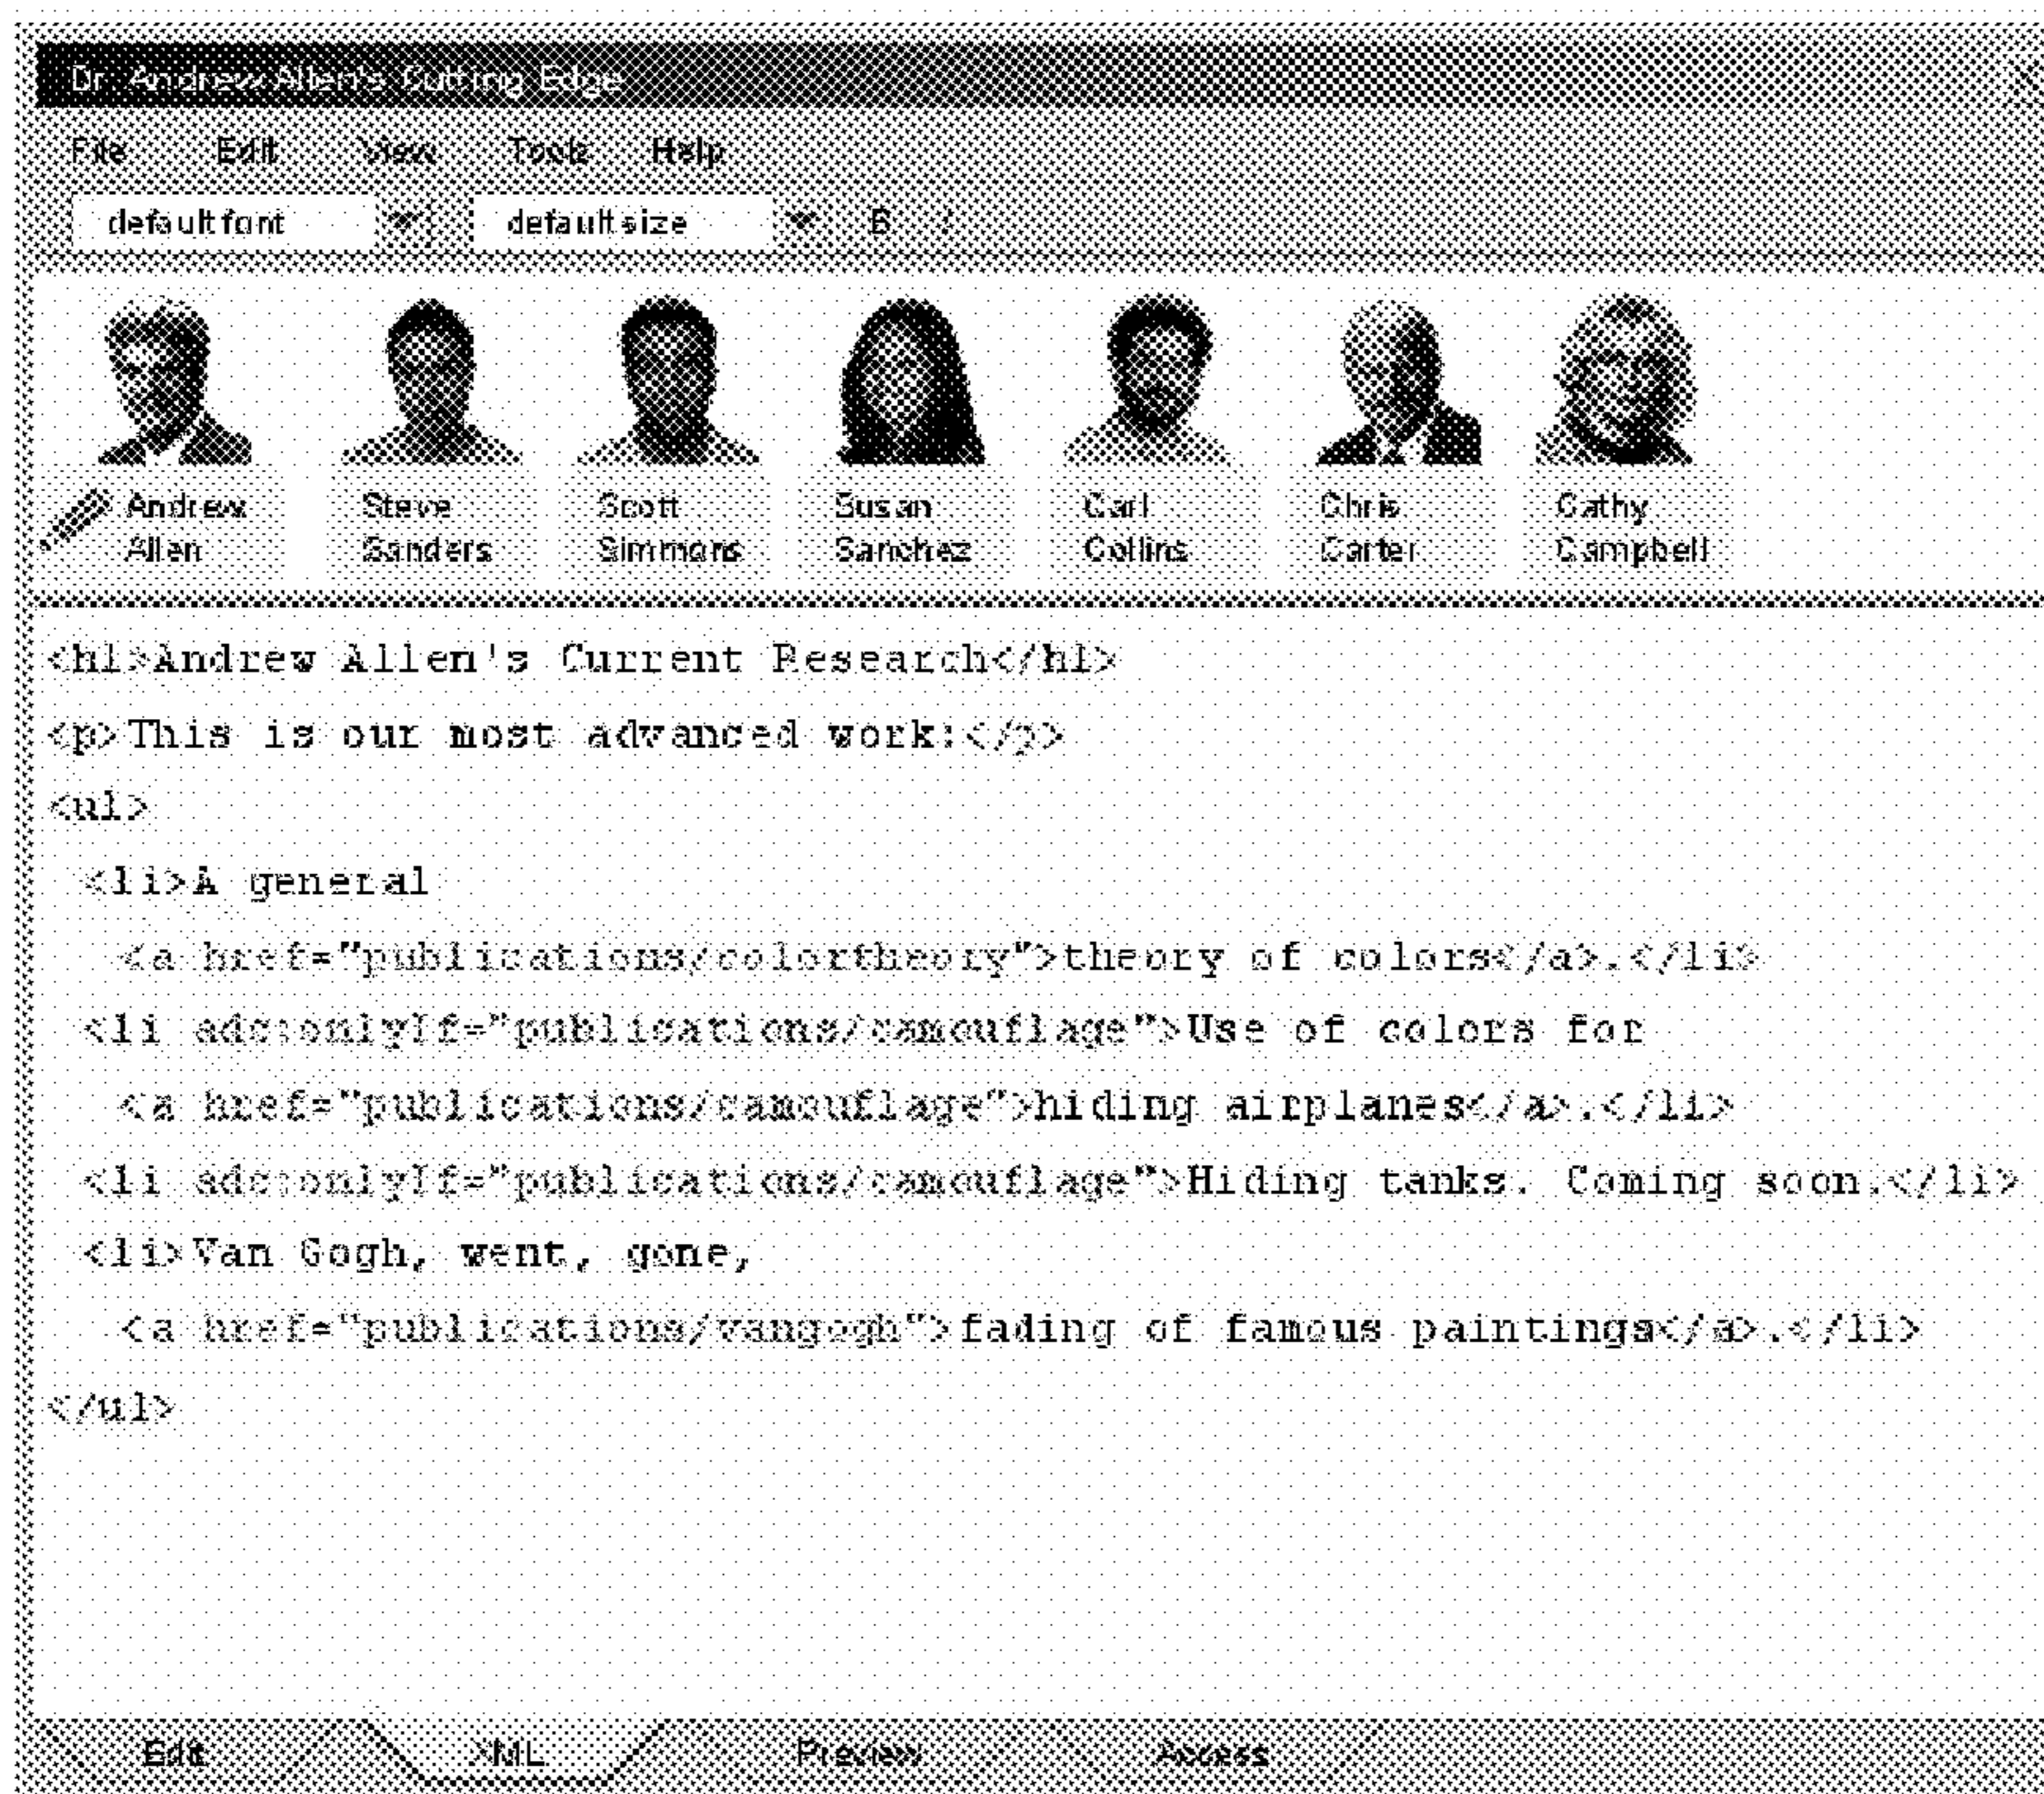 Dr. Andrew Allen's Cutting Edge
File Edit View Tools Help
default font default size B I
Andrew Allen
Steve Sanders
Scott Simmons
Susan Sanchez
Carl Collins
Chris Carter
Cathy Campbell
<h1>Andrew Allen's Current Research</h1>
<p>This is our most advanced work:</p>
<ul>
<li>A general
<a href="publications/colortheory">theory of colors</a>.</li>
<li adc:onlyIf="publications/camouflage">Use of colors for
<a href="publications/camouflage">hiding airplanes</a>.</li>
<li adc:onlyIf="publications/camouflage">Hiding tanks. Coming soon.</li>
<li>Van Gogh, went, gone,
<a href="publications/vangogh">fading of famous paintings</a>.</li>
</ul>
Edit XML Preview Access